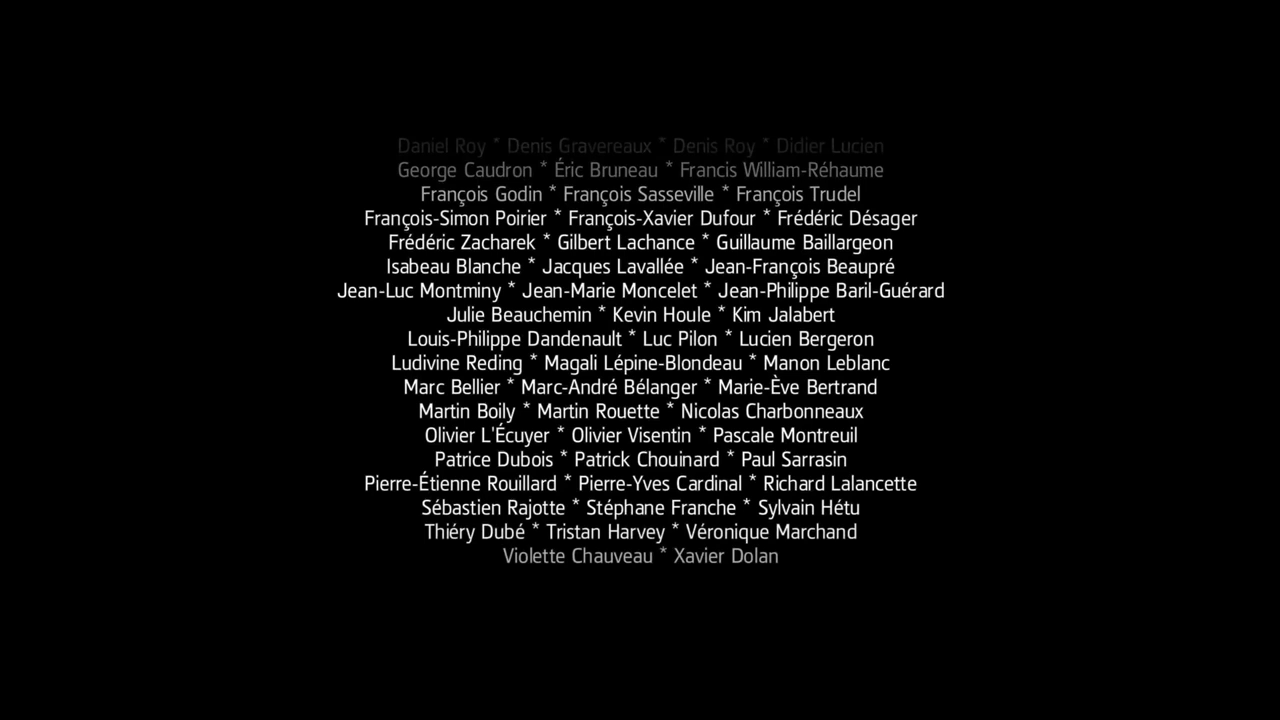 Daniel Roy * Denis Gravereaux * Denis Roy * Didier Lucien
George Caudron * Éric Bruneau * Francis William-Réhaume
François Godin * François Sasseville * François Trudel
François-Simon Poirier * François-Xavier Dufour * Frédéric Désager
Frédéric Zacharek * Gilbert Lachance * Guillaume Baillargeon
Isabeau Blanche * Jacques Lavallée * Jean-François Beaupré
Jean-Luc Montminy * Jean-Marie Moncelet * Jean-Philippe Baril-Guérard
Julie Beauchemin * Kevin Houle * Kim Jalabert
Louis-Philippe Dandenault * Luc Pilon * Lucien Bergeron
Ludivine Reding * Magali Lépine-Blondeau * Manon Leblanc
Marc Bellier * Marc-André Bélanger * Marie-Ève Bertrand
Martin Boily * Martin Rouette * Nicolas Charbonneaux
Olivier L'Écuyer * Olivier Visentin * Pascale Montreuil
Patrice Dubois * Patrick Chouinard * Paul Sarrasin
Pierre-Étienne Rouillard * Pierre-Yves Cardinal * Richard Lalancette
Sébastien Rajotte * Stéphane Franche * Sylvain Hétu
Thiéry Dubé * Tristan Harvey * Véronique Marchand
Violette Chauveau * Xavier Dolan